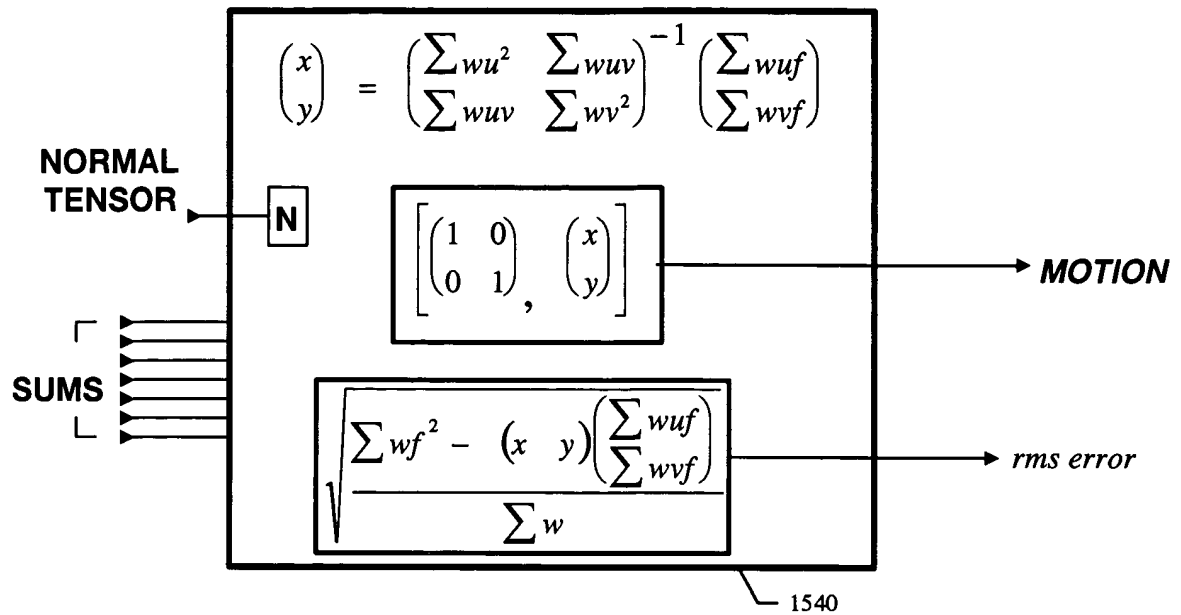 (x y) = (∑wu² ∑wuv ∑wuv ∑wv²)⁻¹ (∑wuf ∑wvf)
NORMAL
TENSOR
N
[(1 0 0 1), (x y)]
MOTION
SUMS
√((∑wf² − (x y)(∑wuf ∑wvf)) / ∑w)
rms error
1540